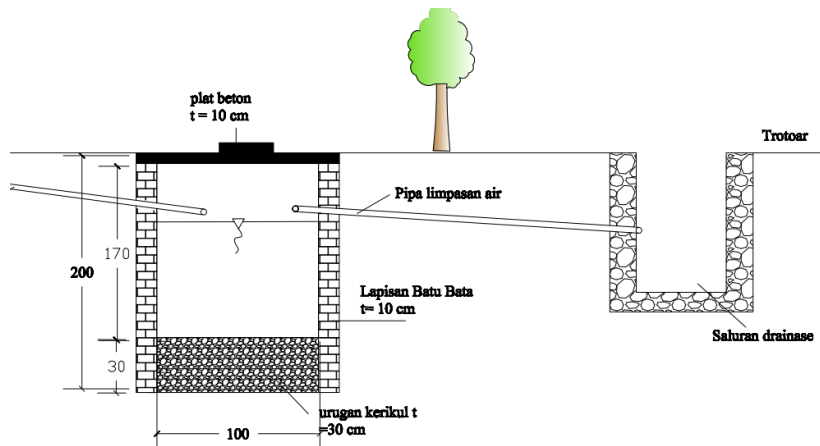 plat beton
t = 10 cm
Trotoar
Pipa limpasan air
170
200
Lapisan Batu Bata
t= 10 cm
Saluran drainase
30
urugan kerikul t
=30 cm
100